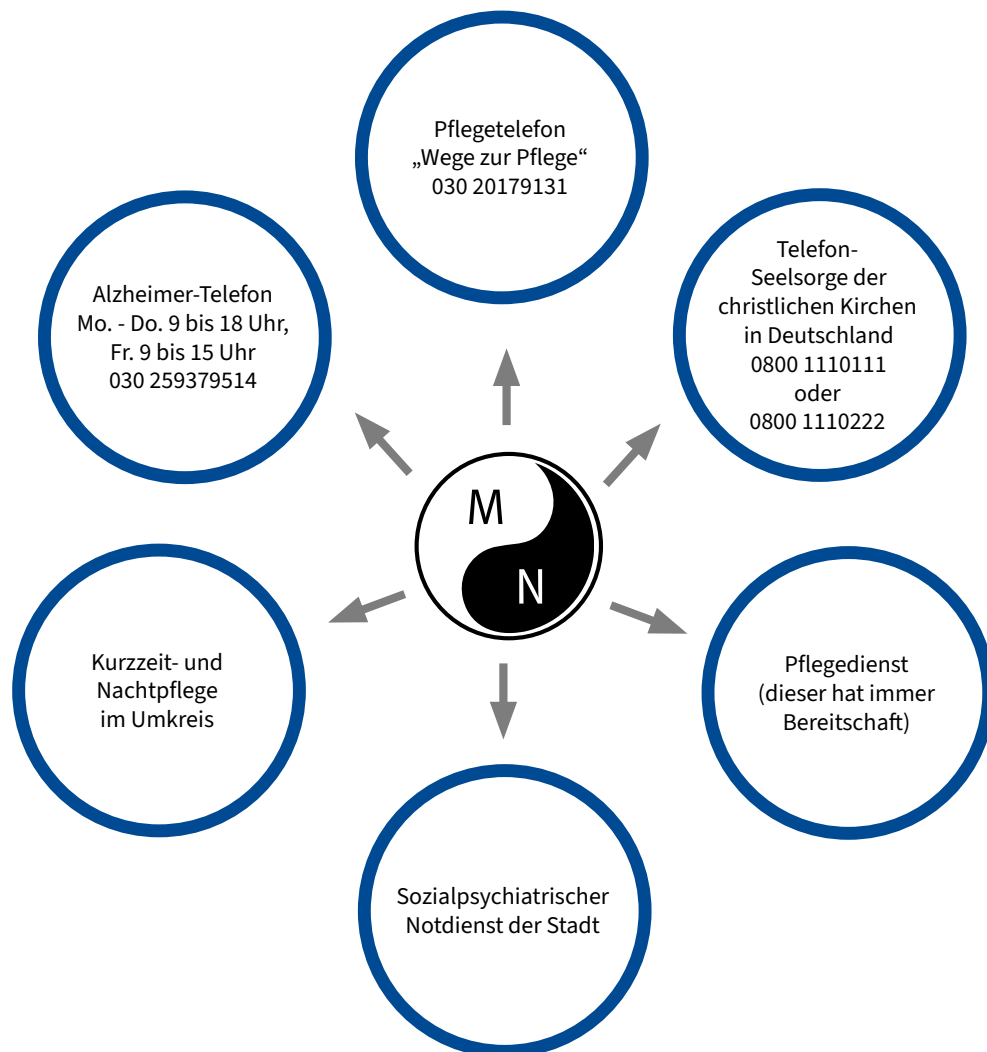 Pflegetelefon
„Wege zur Pflege“
030 20179131
Alzheimer-Telefon
Mo. - Do. 9 bis 18 Uhr,
Fr. 9 bis 15 Uhr
030 259379514
Telefon-
Seelsorge der
christlichen Kirchen
in Deutschland
0800 1110111
oder
0800 1110222
M
N
Kurzzeit- und
Nachtpflege
im Umkreis
Pflegedienst
(dieser hat immer
Bereitschaft)
Sozialpsychiatrischer
Notdienst der Stadt